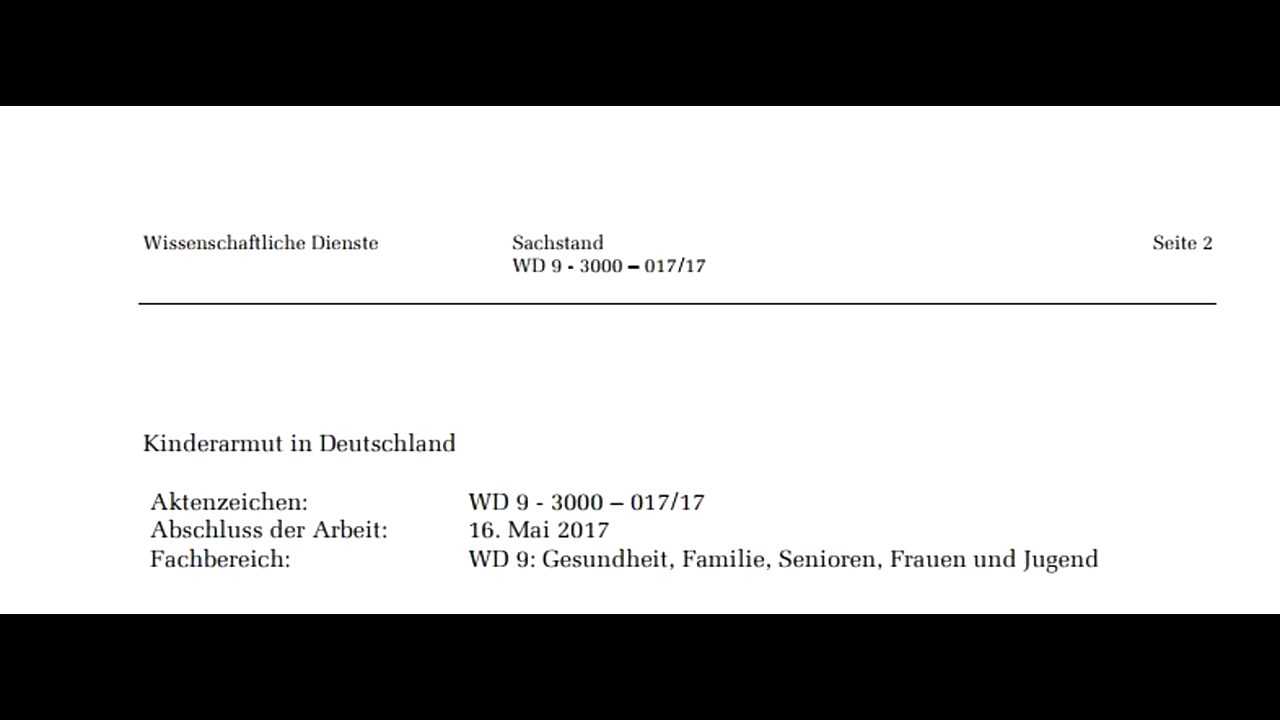 Wissenschaftliche Dienste Sachstand Seite 2
WD 9 - 3000 – 017/17
Kinderarmut in Deutschland
Aktenzeichen: WD 9 - 3000 – 017/17
Abschluss der Arbeit: 16. Mai 2017
Fachbereich: WD 9: Gesundheit, Familie, Senioren, Frauen und Jugend